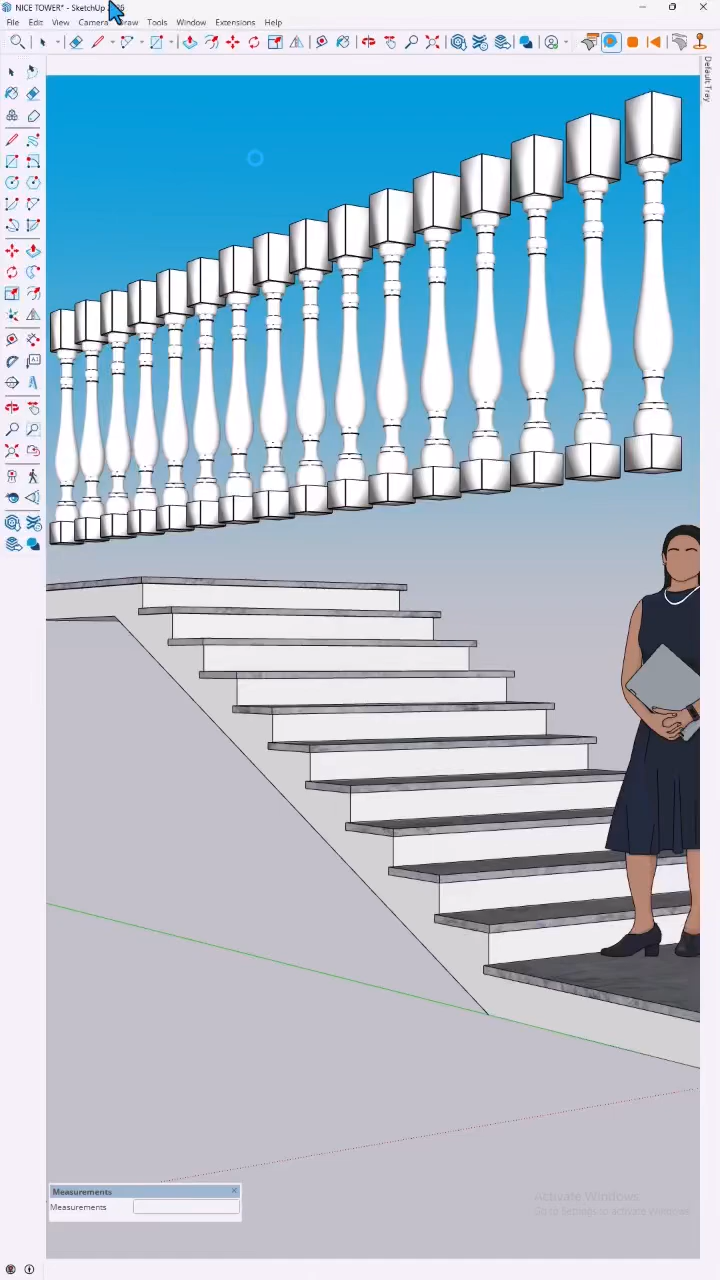 NICE TOWER* - SketchUp
File Edit View Camera Draw Tools Window Extensions Help
Default Tray
Measurements
Measurements
Activate Windows
Go to Settings to activate Windows.